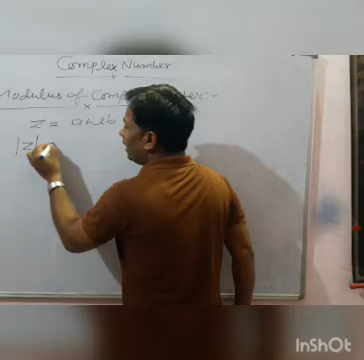 Complex Number
Modulus of Complex Number :-
z = a+ib
|z|
InShOt